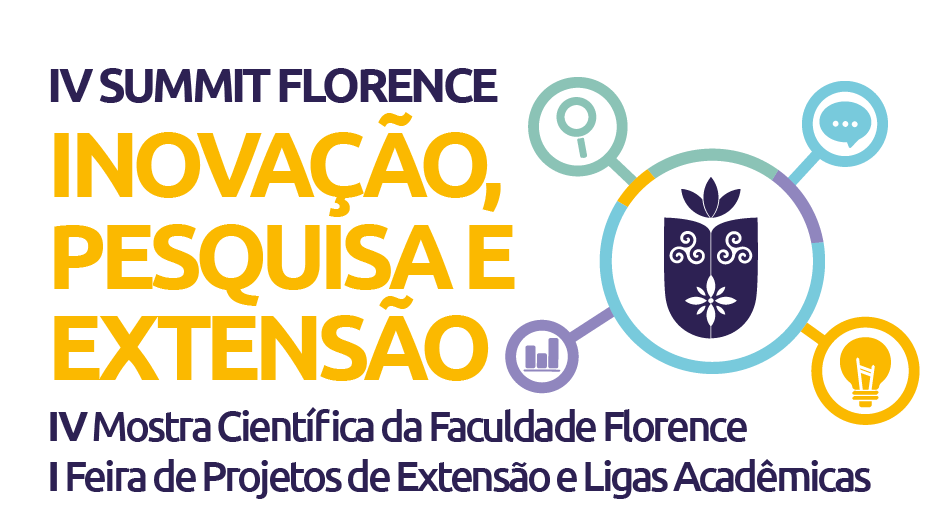 IV SUMMIT FLORENCE
INOVAÇÃO,
PESQUISA E
EXTENSÃO
IV Mostra Científica da Faculdade Florence
I Feira de Projetos de Extensão e Ligas Acadêmicas